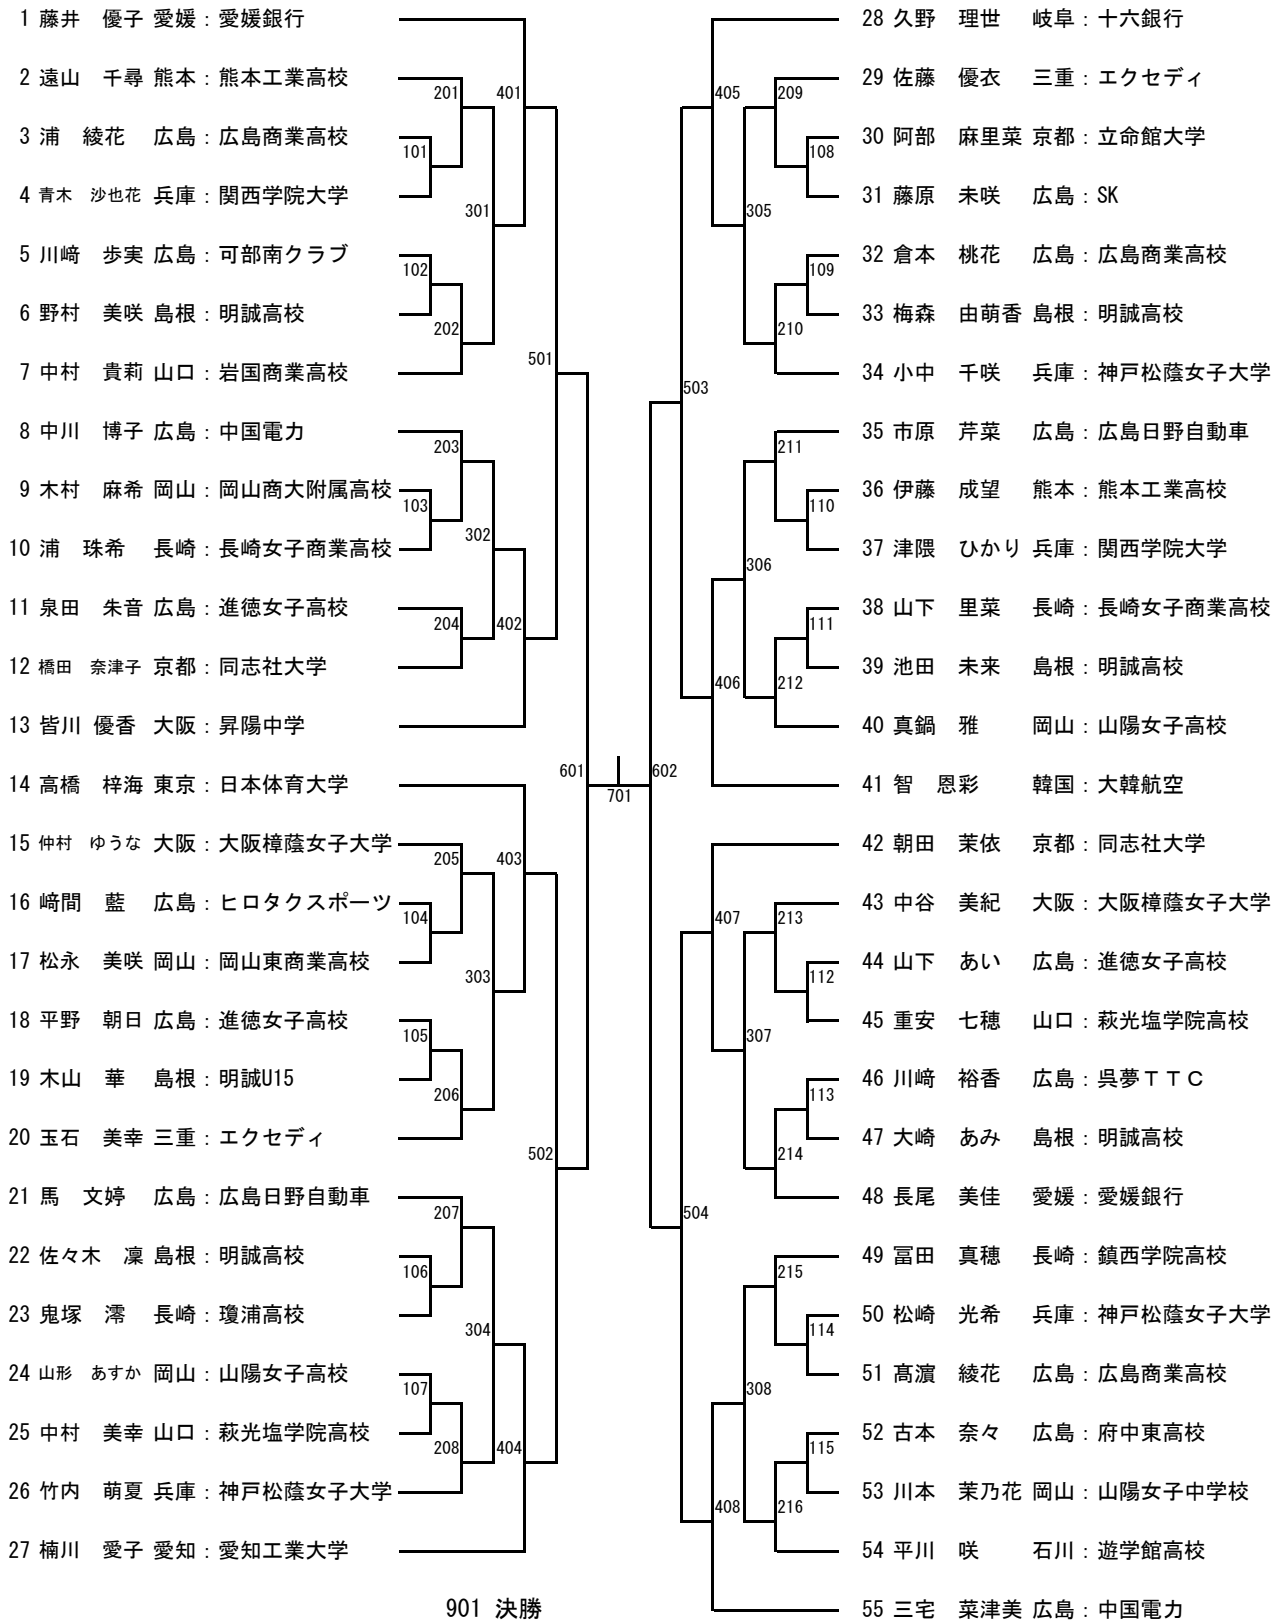 1 藤井　優子 愛媛：愛媛銀行
2 遠山　千尋 熊本：熊本工業高校
3 浦　綾花　広島：広島商業高校
4 青木　沙也花 兵庫：関西学院大学
5 川﨑　歩実 広島：可部南クラブ
6 野村　美咲 島根：明誠高校
7 中村　貴莉 山口：岩国商業高校
8 中川　博子 広島：中国電力
9 木村　麻希 岡山：岡山商大附属高校
10 浦　珠希　長崎：長崎女子商業高校
11 泉田　朱音 広島：進徳女子高校
12 橋田　奈津子 京都：同志社大学
13 皆川 優香 大阪：昇陽中学
14 高橋　梓海 東京：日本体育大学
15 仲村　ゆうな 大阪：大阪樟蔭女子大学
16 﨑間　藍　広島：ヒロタクスポーツ
17 松永　美咲 岡山：岡山東商業高校
18 平野　朝日 広島：進徳女子高校
19 木山　華　島根：明誠U15
20 玉石　美幸 三重：エクセディ
21 馬　文婷　広島：広島日野自動車
22 佐々木　凜 島根：明誠高校
23 鬼塚　澪　長崎：瓊浦高校
24 山形　あすか 岡山：山陽女子高校
25 中村　美幸 山口：萩光塩学院高校
26 竹内　萌夏 兵庫：神戸松蔭女子大学
27 楠川　愛子 愛知：愛知工業大学
101
102
103
104
105
106
107
201
202
203
204
205
206
207
208
301
302
303
304
401
402
403
404
501
502
601
701
602
503
504
405
406
407
408
305
306
307
308
209
210
211
212
213
214
215
216
108
109
110
111
112
113
114
115
28 久野　理世　岐阜：十六銀行
29 佐藤　優衣　三重：エクセディ
30 阿部　麻里菜 京都：立命館大学
31 藤原　未咲　広島：SK
32 倉本　桃花　広島：広島商業高校
33 梅森　由萌香 島根：明誠高校
34 小中　千咲　兵庫：神戸松蔭女子大学
35 市原　芹菜　広島：広島日野自動車
36 伊藤　成望　熊本：熊本工業高校
37 津隈　ひかり 兵庫：関西学院大学
38 山下　里菜　長崎：長崎女子商業高校
39 池田　未来　島根：明誠高校
40 真鍋　雅　岡山：山陽女子高校
41 智　恩彩　韓国：大韓航空
42 朝田　茉依　京都：同志社大学
43 中谷　美紀　大阪：大阪樟蔭女子大学
44 山下　あい　広島：進徳女子高校
45 重安　七穂　山口：萩光塩学院高校
46 川﨑　裕香　広島：呉夢ＴＴＣ
47 大崎　あみ　島根：明誠高校
48 長尾　美佳　愛媛：愛媛銀行
49 冨田　真穂　長崎：鎮西学院高校
50 松崎　光希　兵庫：神戸松蔭女子大学
51 髙濵　綾花　広島：広島商業高校
52 古本　奈々　広島：府中東高校
53 川本　茉乃花 岡山：山陽女子中学校
54 平川　咲　石川：遊学館高校
55 三宅　菜津美 広島：中国電力
901 決勝